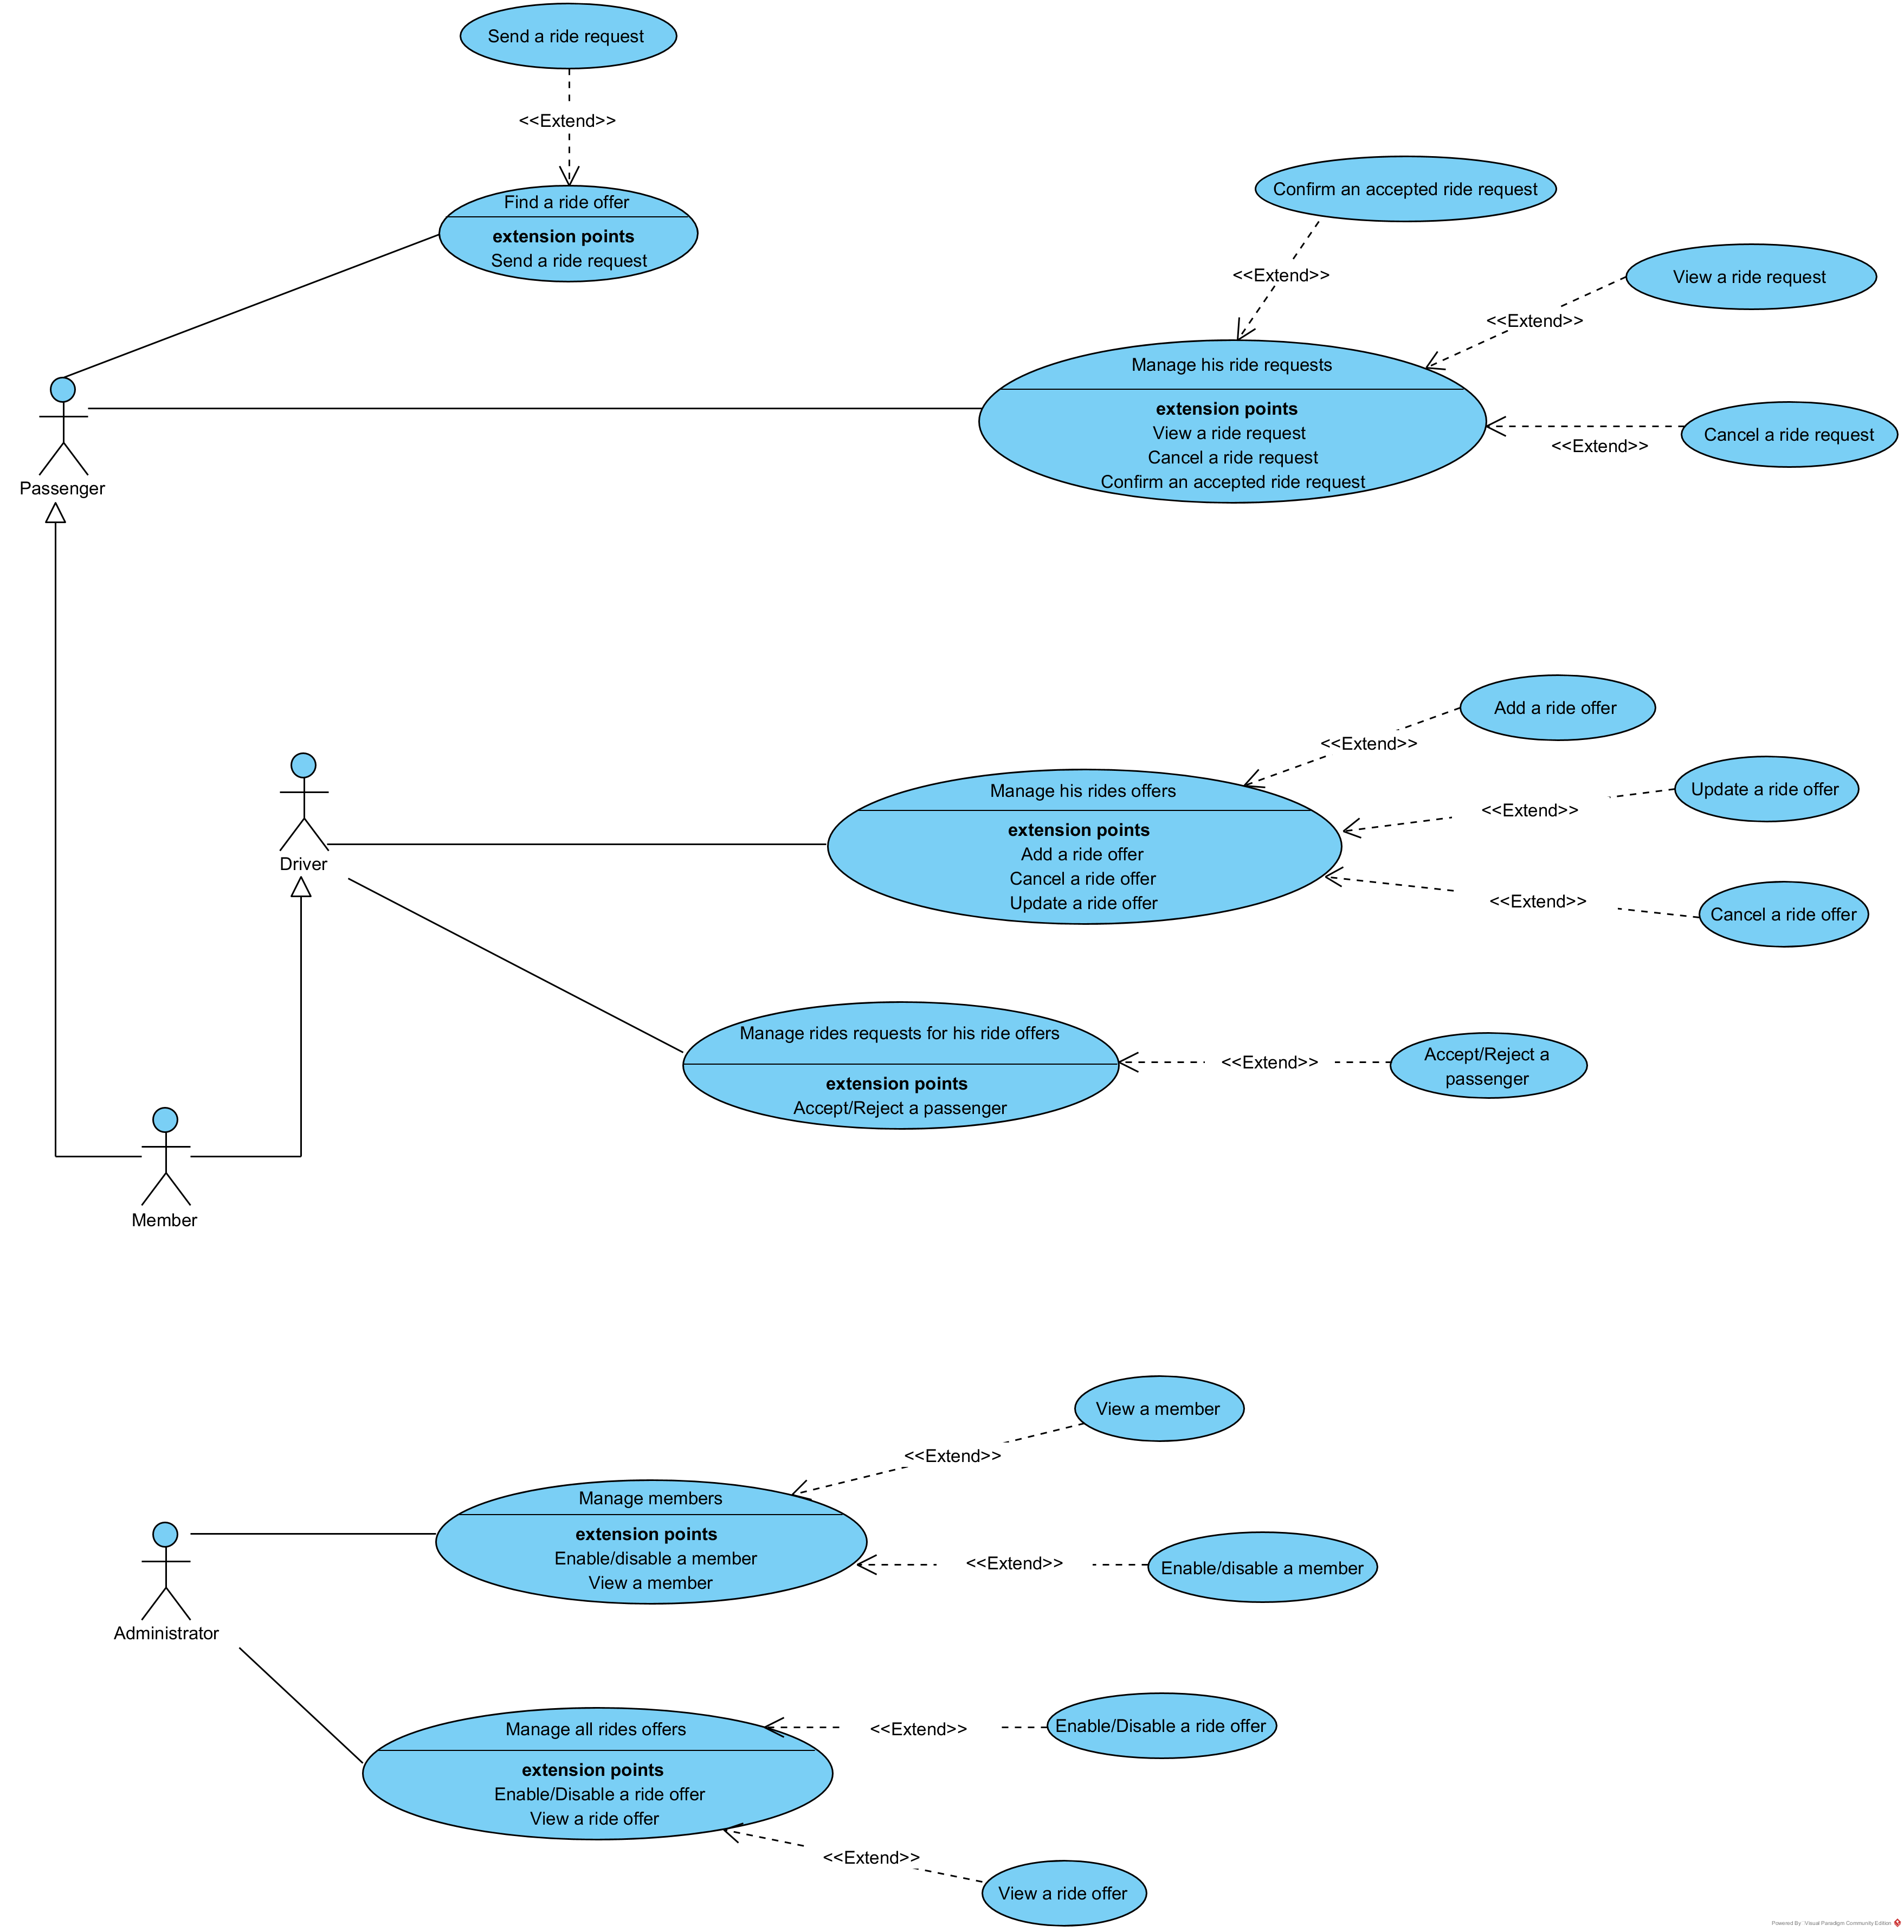 Send a ride request
<<Extend>>
Find a ride offer
extension points
Send a ride request
Confirm an accepted ride request
<<Extend>>
View a ride request
<<Extend>>
Manage his ride requests
extension points
View a ride request
Cancel a ride request
Confirm an accepted ride request
Cancel a ride request
<<Extend>>
Passenger
Add a ride offer
<<Extend>>
Manage his rides offers
extension points
Add a ride offer
Cancel a ride offer
Update a ride offer
Update a ride offer
<<Extend>>
Driver
<<Extend>>
Cancel a ride offer
Manage rides requests for his ride offers
extension points
Accept/Reject a passenger
<<Extend>>
Accept/Reject a
passenger
Member
View a member
<<Extend>>
Manage members
extension points
Enable/disable a member
View a member
<<Extend>>
Enable/disable a member
Administrator
Manage all rides offers
extension points
Enable/Disable a ride offer
View a ride offer
<<Extend>>
Enable/Disable a ride offer
<<Extend>>
View a ride offer
Powered By: Visual Paradigm Community Edition